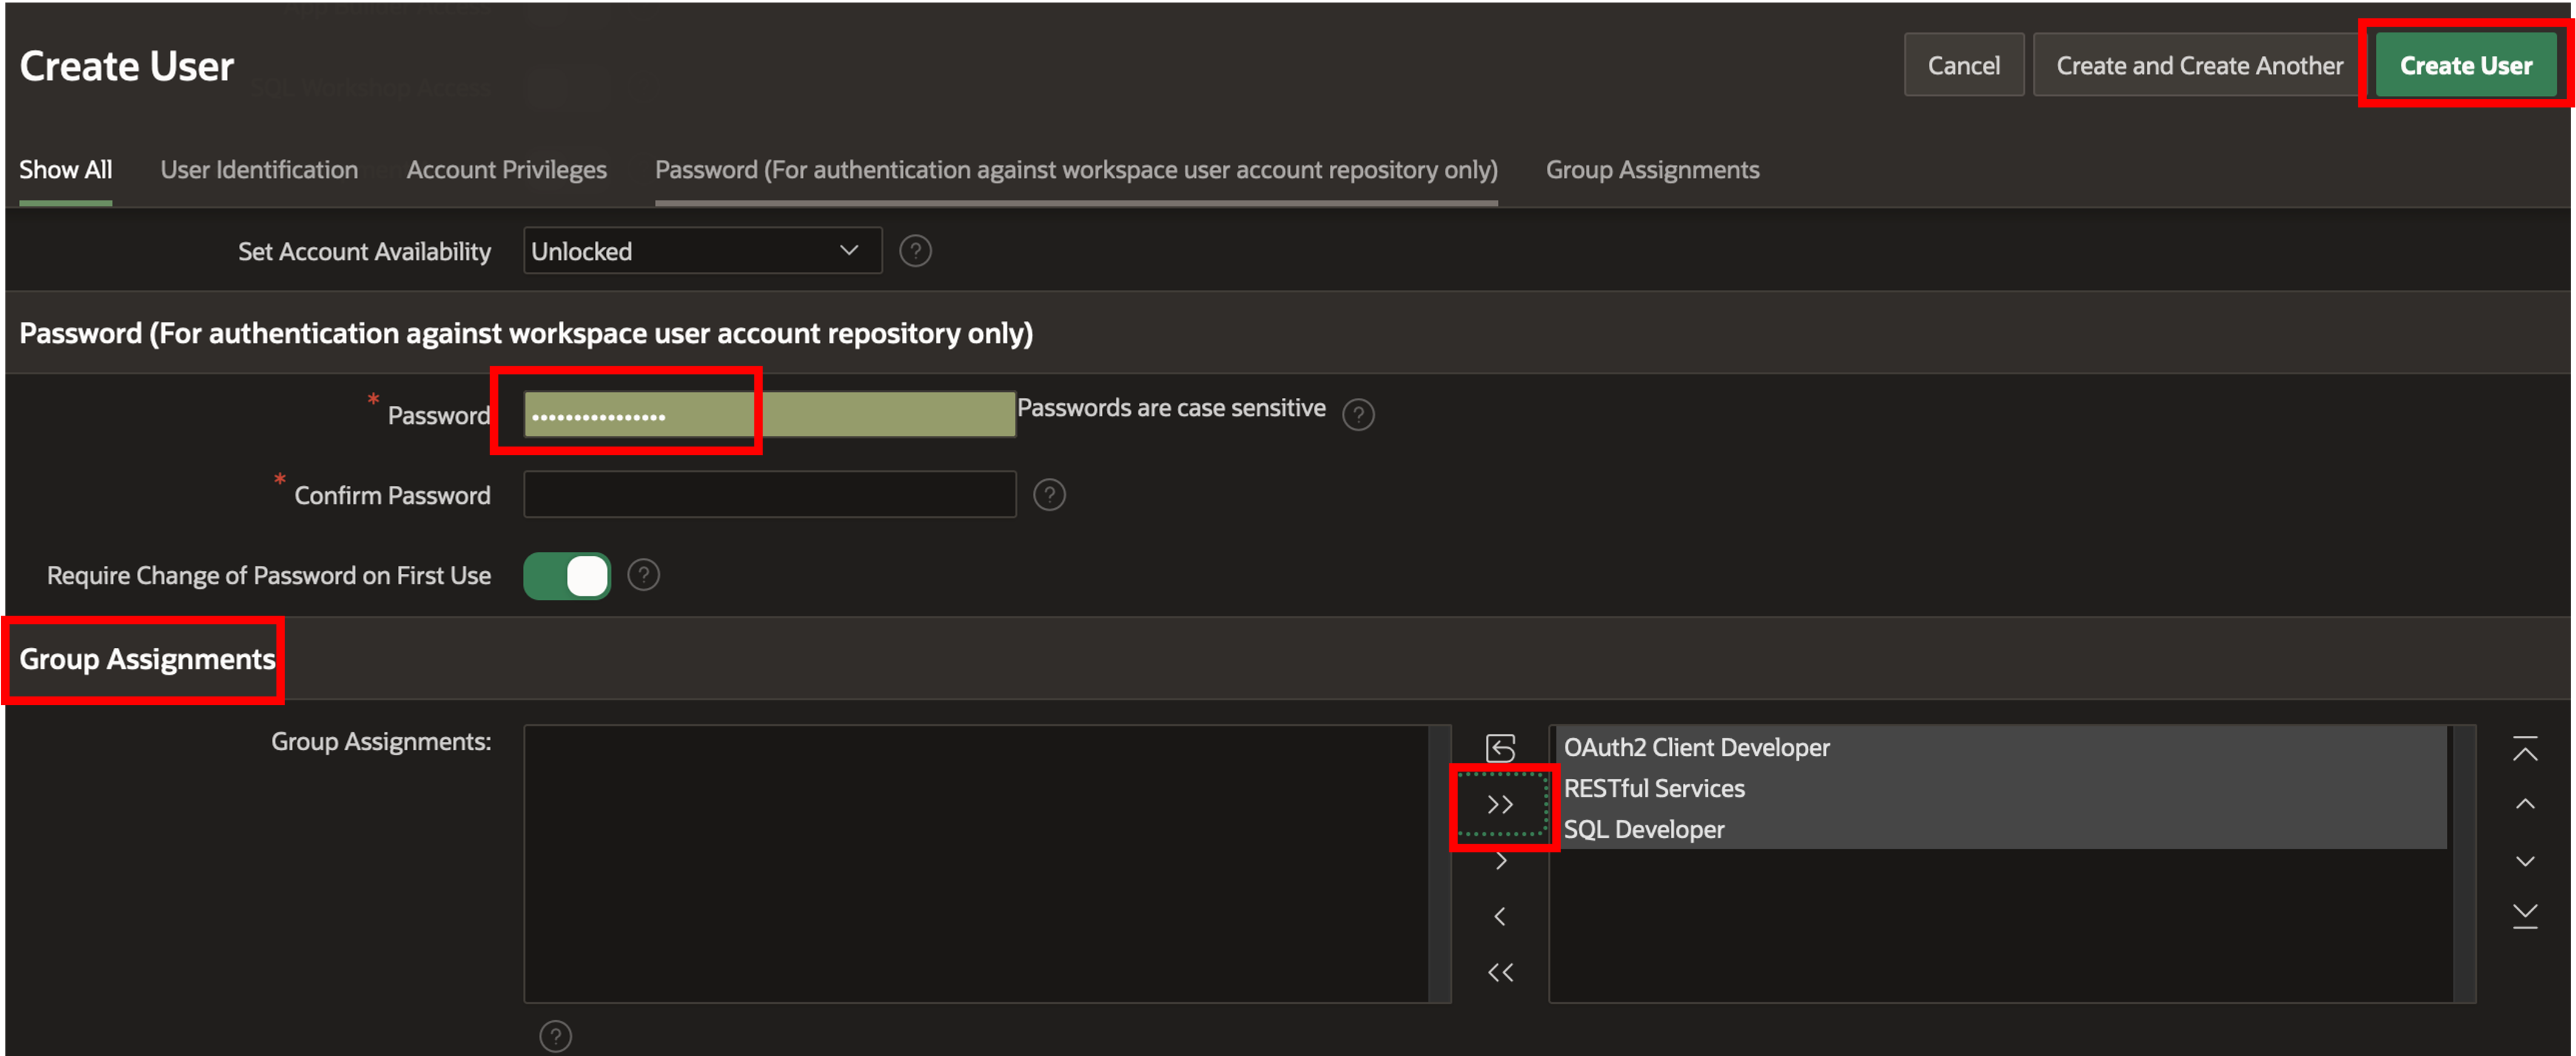 Create User
Cancel
Create and Create Another
Create User
SQL Workshop Access
Show All
User Identification
Account Privileges
Password (For authentication against workspace user account repository only)
Group Assignments
Set Account Availability
Unlocked
?
Password (For authentication against workspace user account repository only)
* Password
••••••••••••••••
Passwords are case sensitive
?
* Confirm Password
?
Require Change of Password on First Use
?
Group Assignments
Group Assignments:
OAuth2 Client Developer
RESTful Services
SQL Developer
?